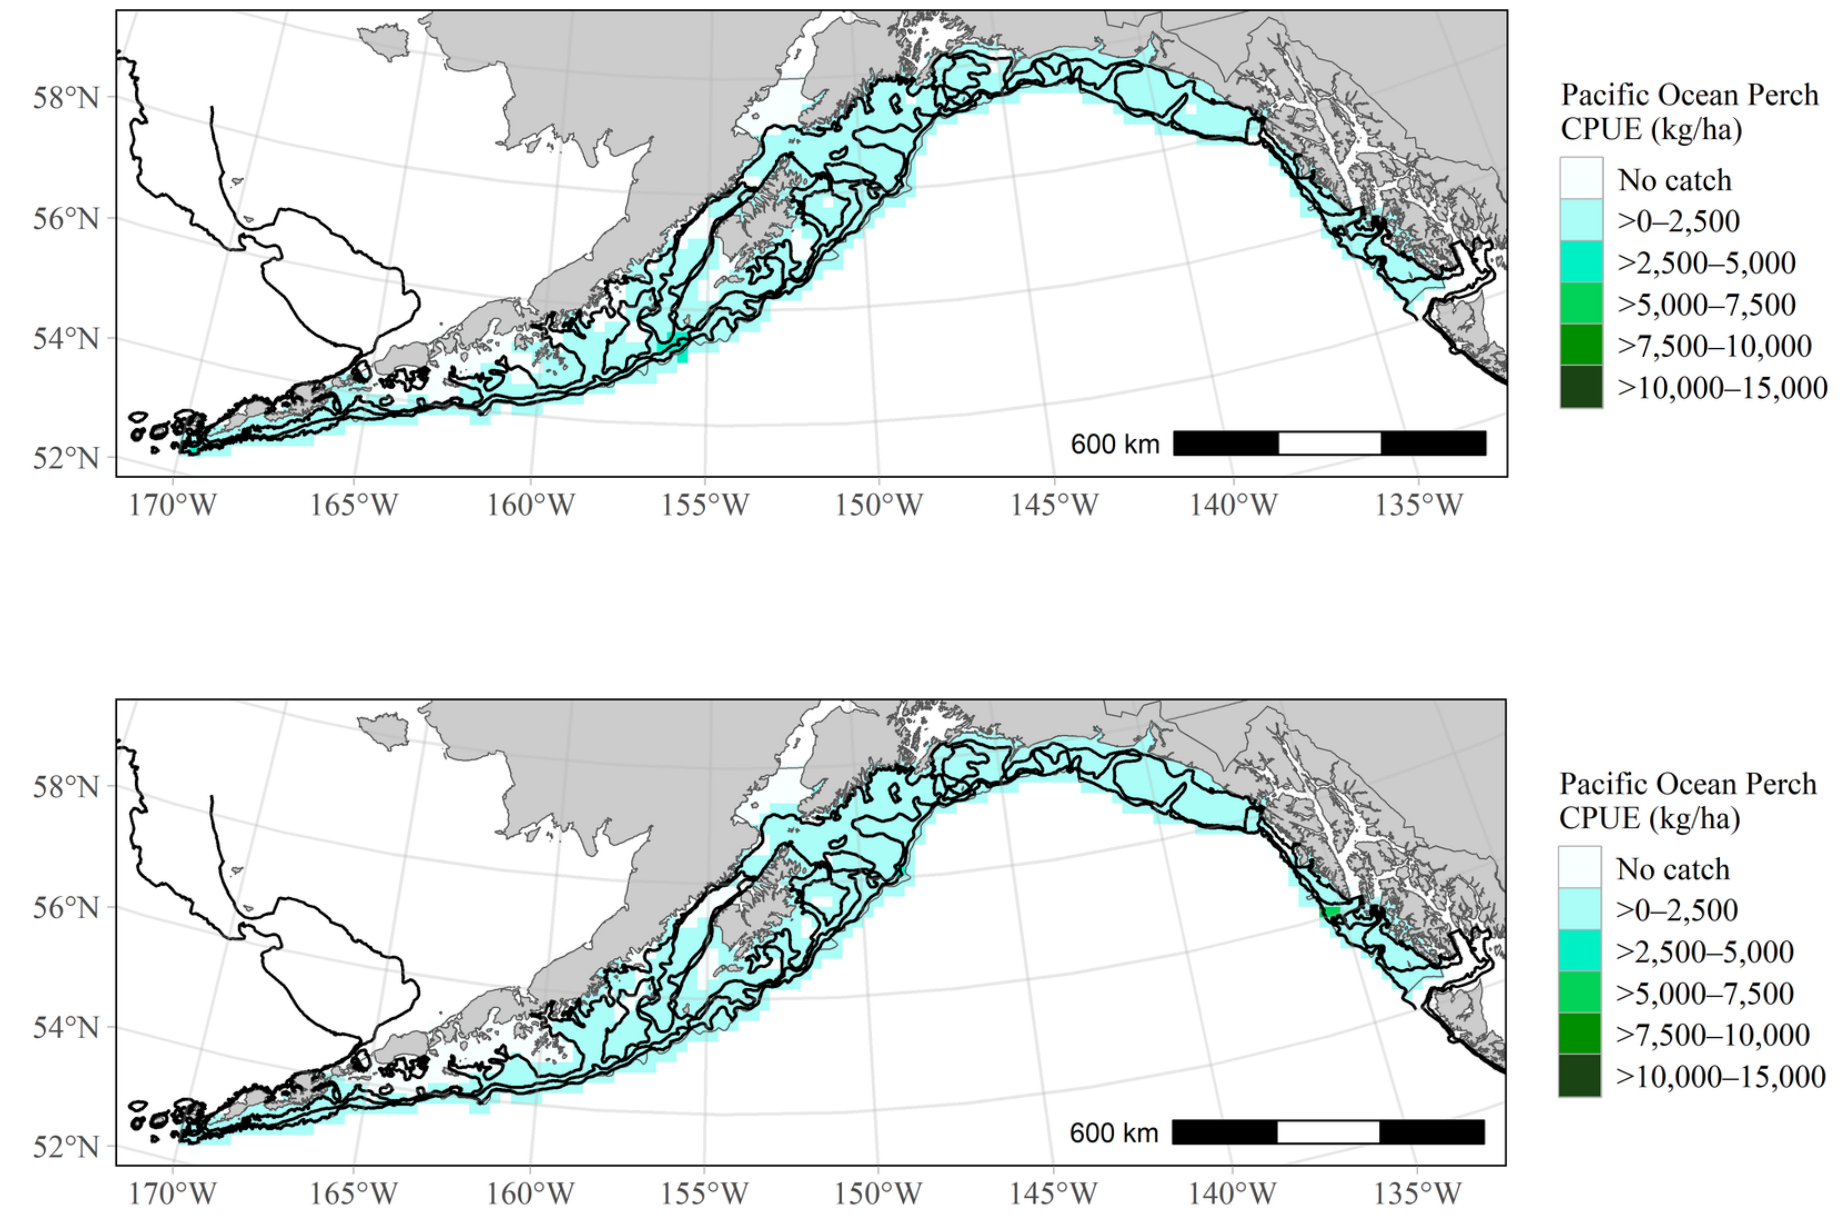 58°N
56°N
54°N
52°N
170°W 165°W 160°W 155°W 150°W 145°W 140°W 135°W
600 km
Pacific Ocean Perch
CPUE (kg/ha)
No catch
>0–2,500
>2,500–5,000
>5,000–7,500
>7,500–10,000
>10,000–15,000
58°N
56°N
54°N
52°N
170°W 165°W 160°W 155°W 150°W 145°W 140°W 135°W
600 km
Pacific Ocean Perch
CPUE (kg/ha)
No catch
>0–2,500
>2,500–5,000
>5,000–7,500
>7,500–10,000
>10,000–15,000